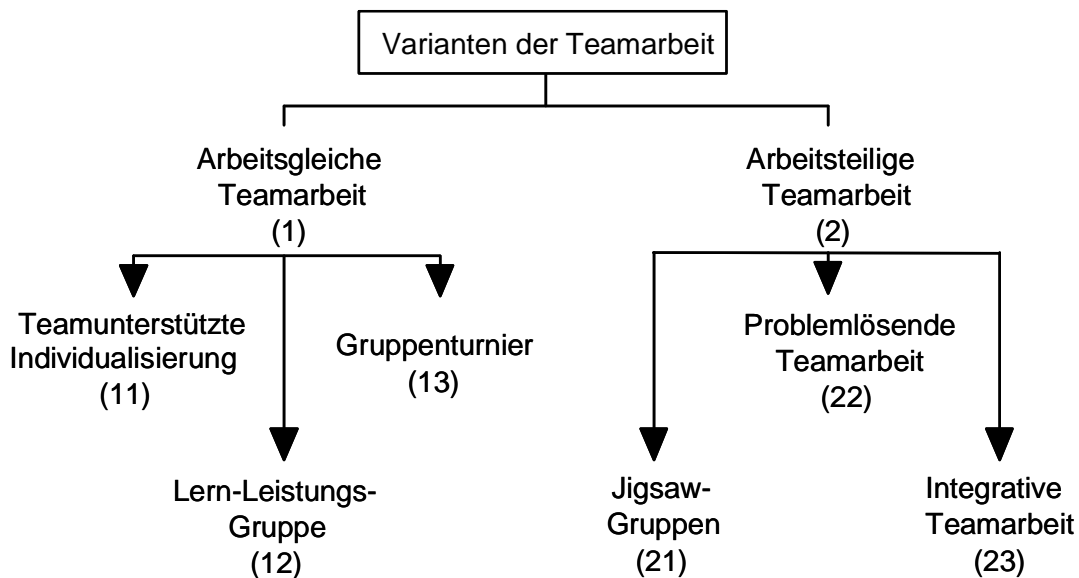 Varianten der Teamarbeit
Arbeitsgleiche
Teamarbeit
(1)
Arbeitsteilige
Teamarbeit
(2)
Teamunterstützte
Individualisierung
(11)
Gruppenturnier
(13)
Problemlösende
Teamarbeit
(22)
Lern-Leistungs-
Gruppe
(12)
Jigsaw-
Gruppen
(21)
Integrative
Teamarbeit
(23)